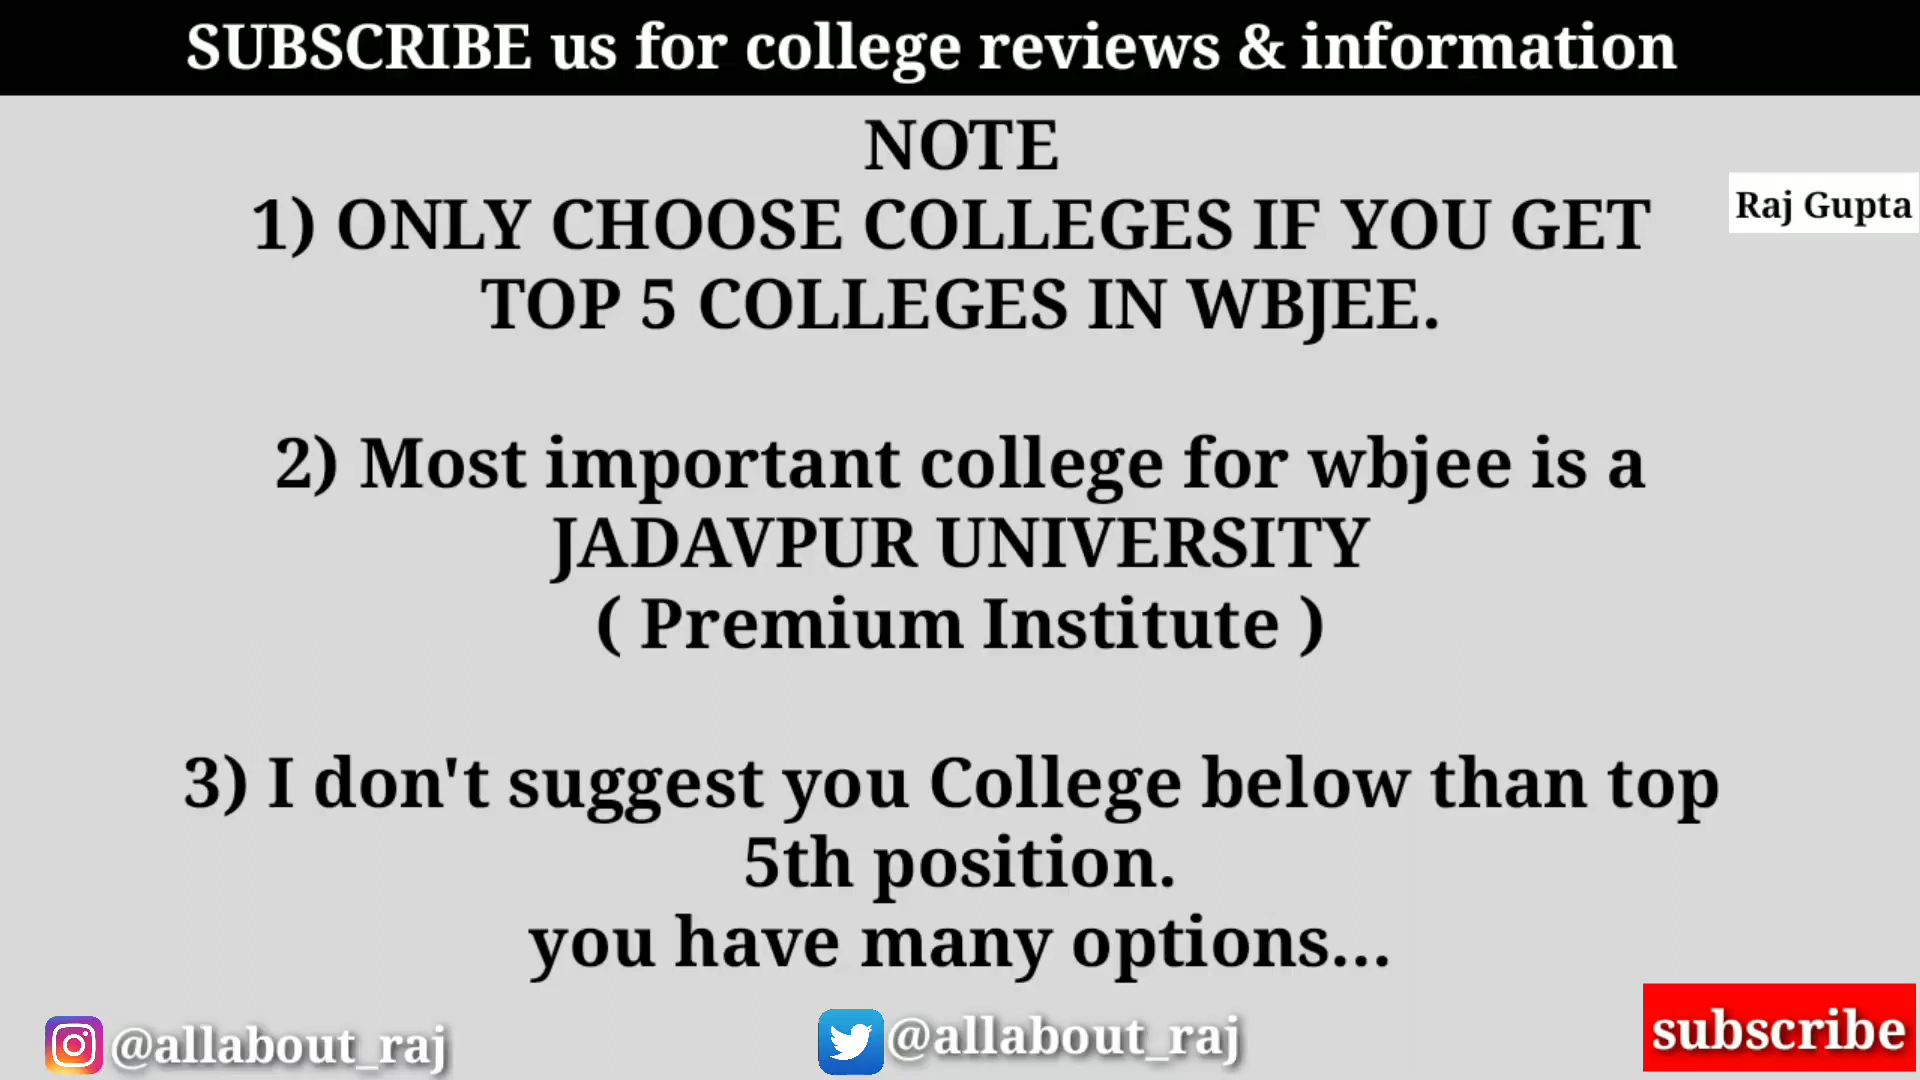 SUBSCRIBE us for college reviews & information
NOTE
Raj Gupta
1) ONLY CHOOSE COLLEGES IF YOU GET
TOP 5 COLLEGES IN WBJEE.
2) Most important college for wbjee is a
JADAVPUR UNIVERSITY
( Premium Institute )
3) I don't suggest you College below than top
5th position.
you have many options...
@allabout_raj
@allabout_raj
subscribe